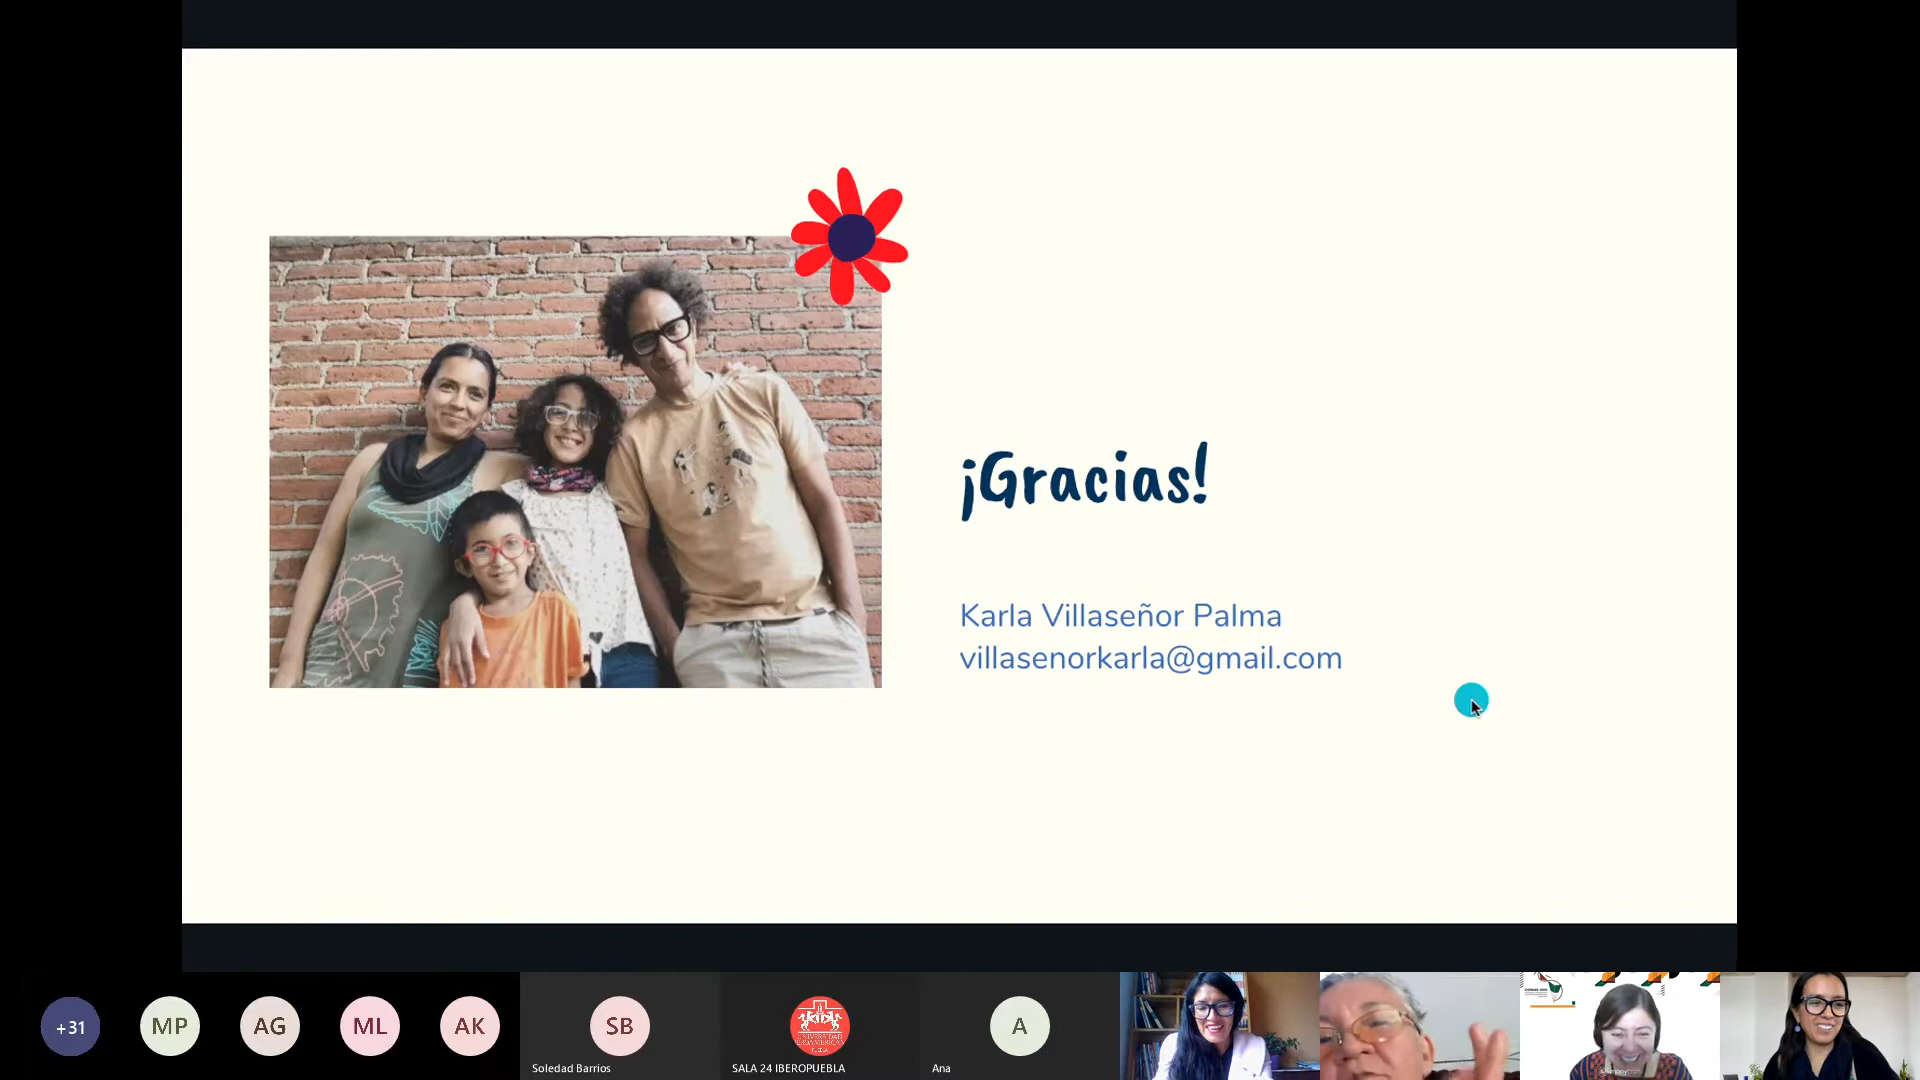 ¡Gracias!
Karla Villaseñor Palma
villasenorkarla@gmail.com
+31
MP
AG
ML
AK
SB
A
Soledad Barrios
SALA 24 IBEROPUEBLA
Ana